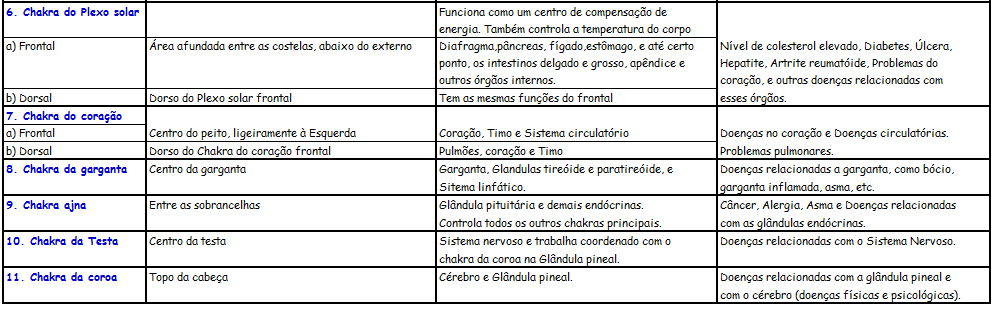 6. Chakra do Plexo solar
Funciona como um centro de compensação de
energia. Também controla a temperatura do corpo
a) Frontal
Área afundada entre as costelas, abaixo do externo
Diafragma,pâncreas, fígado,estômago, e até certo
ponto, os intestinos delgado e grosso, apêndice e
outros órgãos internos.
Nível de colesterol elevado, Diabetes, Úlcera,
Hepatite, Artrite reumatóide, Problemas do
coração, e outras doenças relacionadas com
esses órgãos.
b) Dorsal
Dorso do Plexo solar frontal
Tem as mesmas funções do frontal
7. Chakra do coração
a) Frontal
Centro do peito, ligeiramente à Esquerda
Coração, Timo e Sistema circulatório
Doenças no coração e Doenças circulatórias.
b) Dorsal
Dorso do Chakra do coração frontal
Pulmões, coração e Timo
Problemas pulmonares.
8. Chakra da garganta
Centro da garganta
Garganta, Glandulas tireóide e paratireóide, e
Sitema linfático.
Doenças relacionadas a garganta, como bócio,
garganta inflamada, asma, etc.
9. Chakra ajna
Entre as sobrancelhas
Glândula pituitária e demais endócrinas.
Controla todos os outros chakras principais.
Câncer, Alergia, Asma e Doenças relacionadas
com as glândulas endócrinas.
10. Chakra da Testa
Centro da testa
Sistema nervoso e trabalha coordenado com o
chakra da coroa na Glândula pineal.
Doenças relacionadas com o Sistema Nervoso.
11. Chakra da coroa
Topo da cabeça
Cérebro e Glândula pineal.
Doenças relacionadas com a glândula pineal e
com o cérebro (doenças físicas e psicológicas).